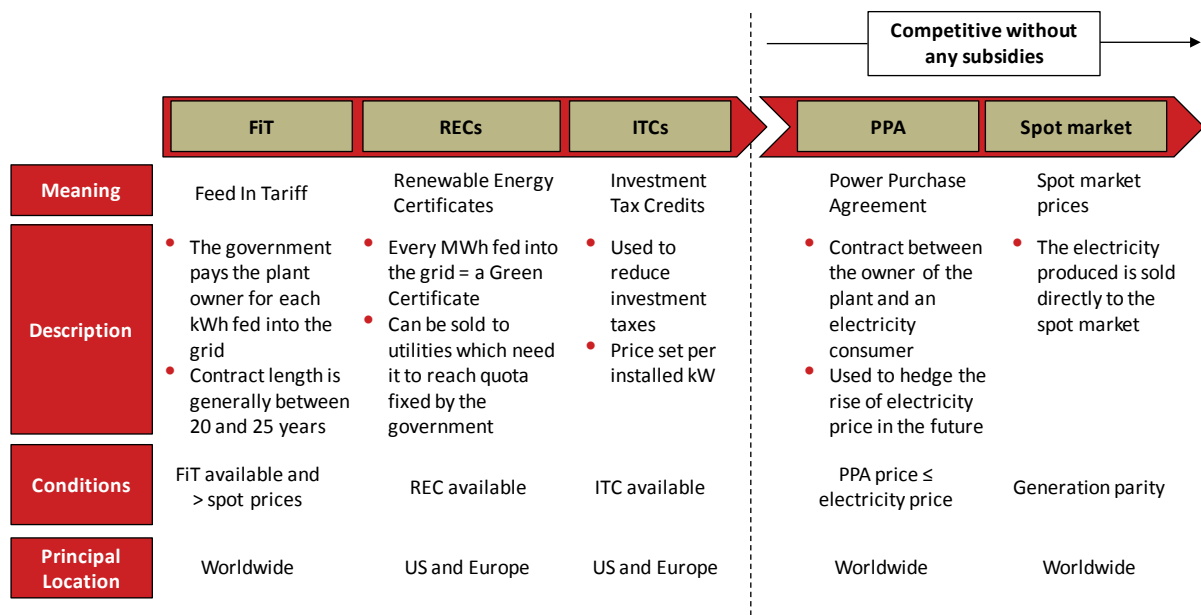 Competitive without
any subsidies
FiT
RECs
ITCs
PPA
Spot market
Meaning
Feed In Tariff
Renewable Energy
Certificates
Investment
Tax Credits
Power Purchase
Agreement
Spot market
prices
Description
• The government
pays the plant
owner for each
kWh fed into the
grid
• Contract length is
generally between
20 and 25 years
• Every MWh fed into
the grid = a Green
Certificate
• Can be sold to
utilities which need
it to reach quota
fixed by the
government
• Used to
reduce
investment
taxes
• Price set per
installed kW
• Contract between
the owner of the
plant and an
electricity
consumer
• Used to hedge the
rise of electricity
price in the future
• The electricity
produced is sold
directly to the
spot market
Conditions
FiT available and
> spot prices
REC available
ITC available
PPA price ≤
electricity price
Generation parity
Principal
Location
Worldwide
US and Europe
US and Europe
Worldwide
Worldwide